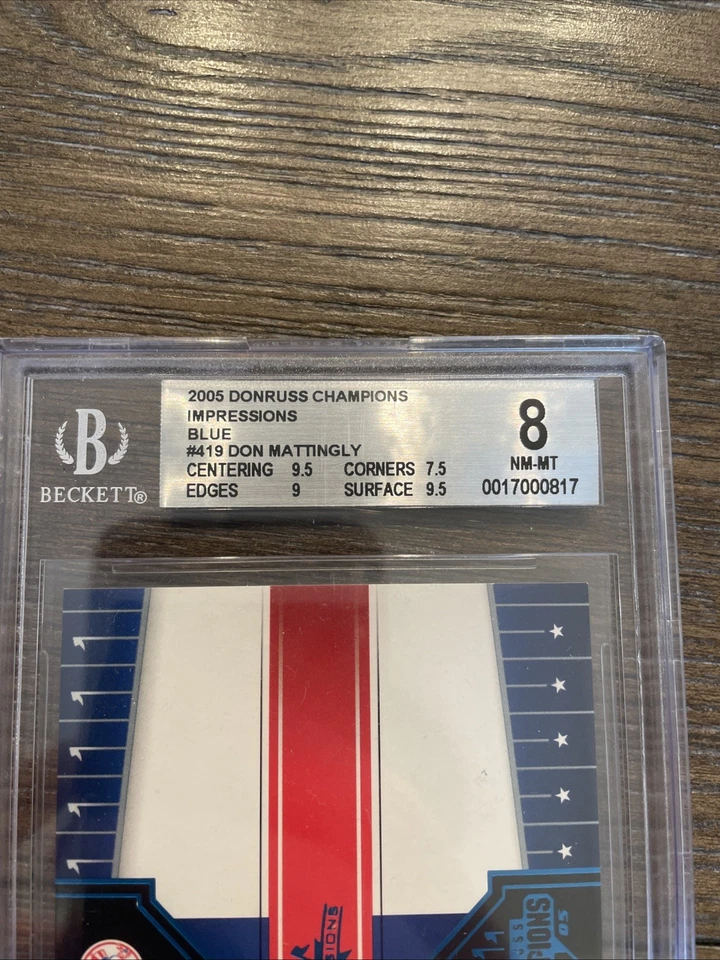 2005 DONRUSS CHAMPIONS
IMPRESSIONS
BLUE
#419 DON MATTINGLY
CENTERING 9.5 CORNERS 7.5
EDGES 9 SURFACE 9.5
8
NM-MT
0017000817
B
BECKETT®
05